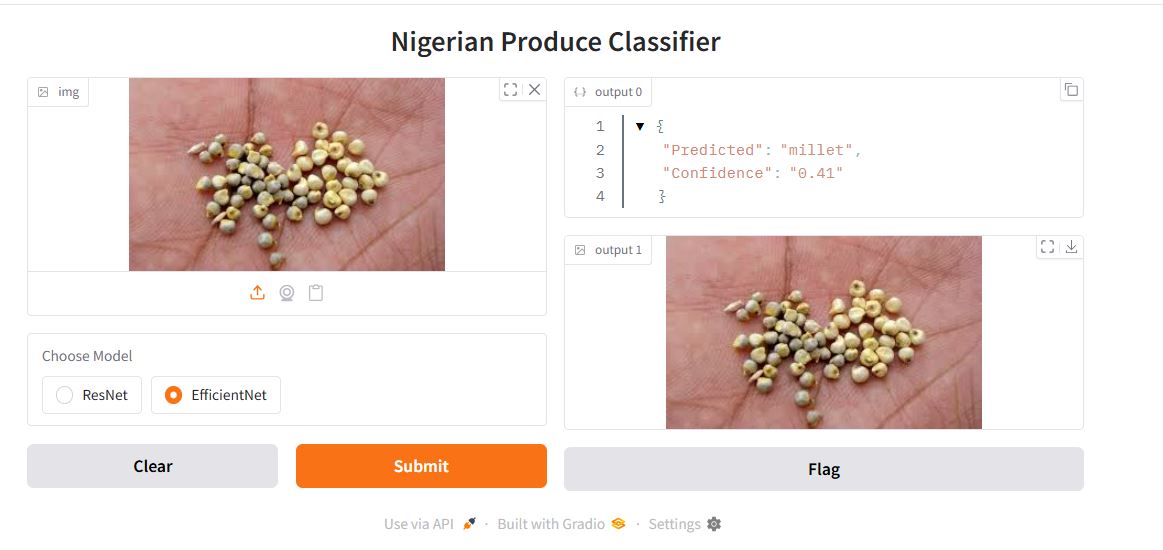 Nigerian Produce Classifier
img
output 0
1 ▼ {
2 "Predicted": "millet",
3 "Confidence": "0.41"
4 }
output 1
Choose Model
ResNet
EfficientNet
Clear
Submit
Flag
Use via API · Built with Gradio · Settings